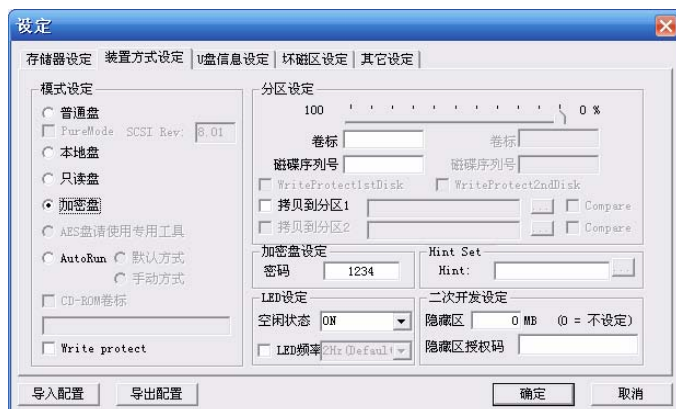 设定
存储器设定 装置方式设定 U盘信息设定 坏磁区设定 其它设定
模式设定
普通盘
PureMode SCSI Rev: 8.01
本地盘
只读盘
加密盘
AES盘请使用专用工具
AutoRun 默认方式
手动方式
CD-ROM卷标
Write protect
分区设定
100 0 %
卷标 卷标
磁碟序列号 磁碟序列号
WriteProtect1stDisk WriteProtect2ndDisk
拷贝到分区1 ... Compare
拷贝到分区2 ... Compare
加密盘设定
密码 1234
Hint Set
Hint: ...
LED设定
空闲状态 ON
LED频率 2Hz(Default
二次开发设定
隐藏区 0 MB (0 = 不设定)
隐藏区授权码
导入配置 导出配置 确定 取消